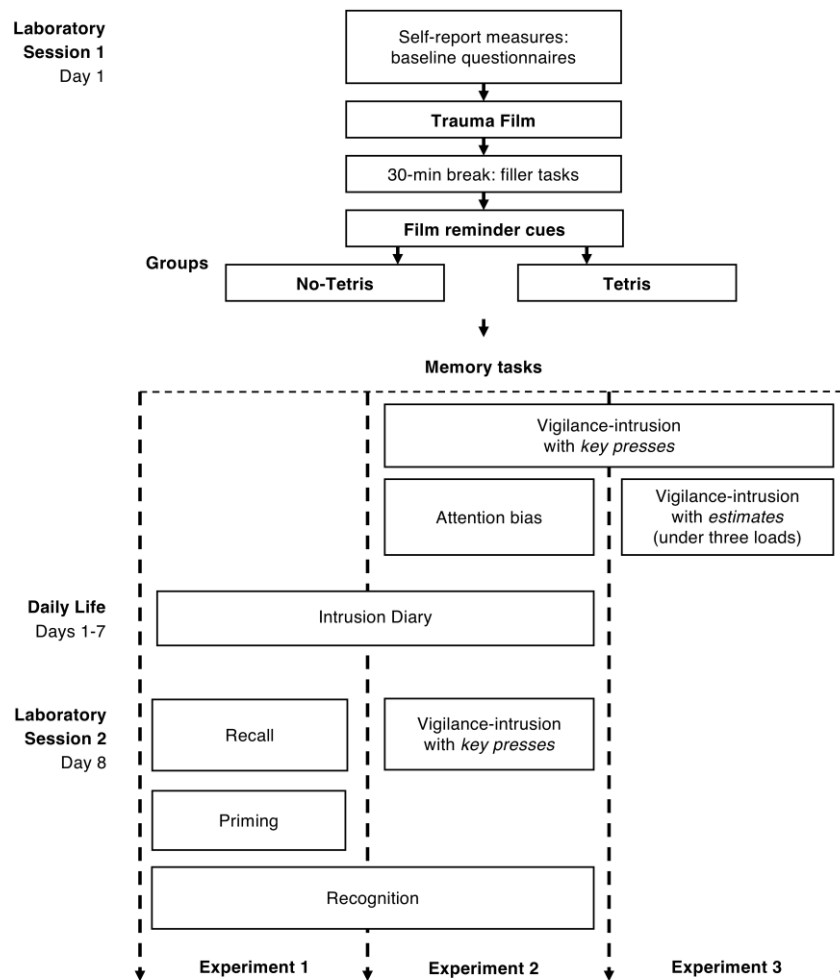 Laboratory
Session 1
Day 1
Self-report measures:
baseline questionnaires
Trauma Film
30-min break: filler tasks
Film reminder cues
Groups
No-Tetris
Tetris
Memory tasks
Vigilance-intrusion
with key presses
Attention bias
Vigilance-intrusion
with estimates
(under three loads)
Daily Life
Days 1-7
Intrusion Diary
Laboratory
Session 2
Day 8
Recall
Vigilance-intrusion
with key presses
Priming
Recognition
Experiment 1
Experiment 2
Experiment 3